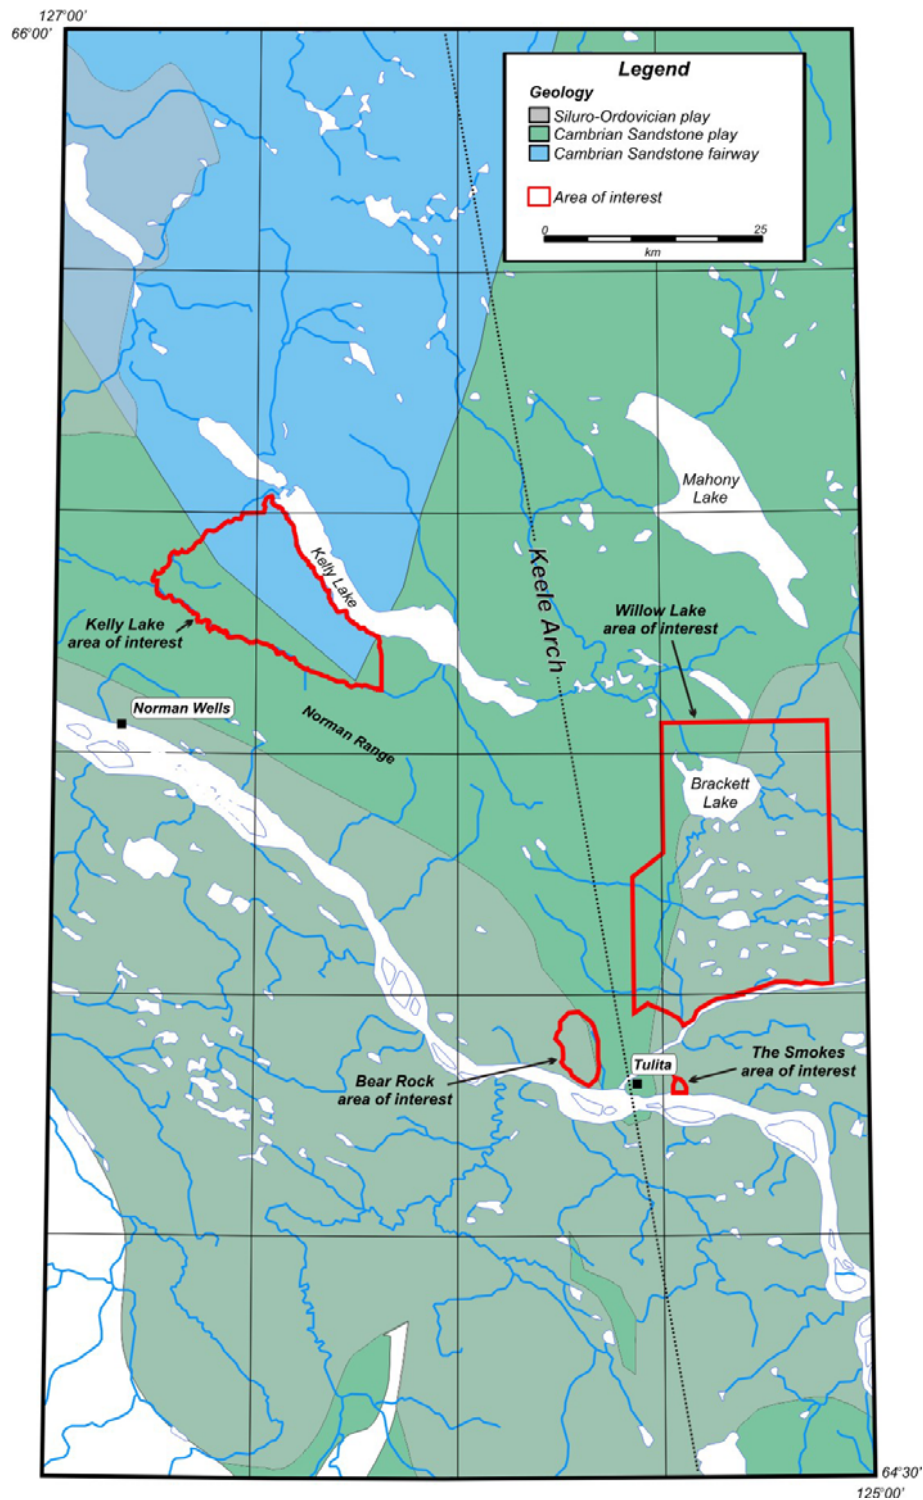 127°00'
66°00'
Legend
Geology
Siluro-Ordovician play
Cambrian Sandstone play
Cambrian Sandstone fairway
Area of interest
0 25
km
Mahony
Lake
Kelly Lake
Keele Arch
Willow Lake
area of interest
Kelly Lake
area of interest
Norman Wells
Norman Range
Brackett
Lake
Tulita
The Smokes
area of interest
Bear Rock
area of interest
64°30'
125°00'